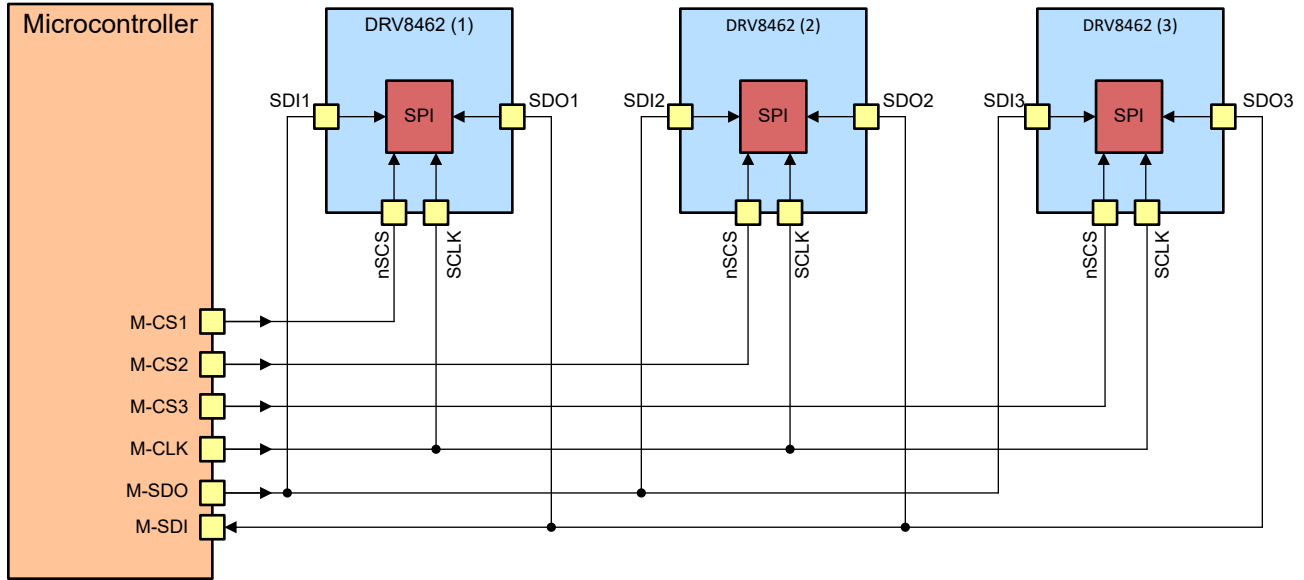 Microcontroller
DRV8462 (1)
DRV8462 (2)
DRV8462 (3)
SDI1
SPI
SDO1
SDI2
SPI
SDO2
SDI3
SPI
SDO3
nSCS
SCLK
nSCS
SCLK
nSCS
SCLK
M-CS1
M-CS2
M-CS3
M-CLK
M-SDO
M-SDI